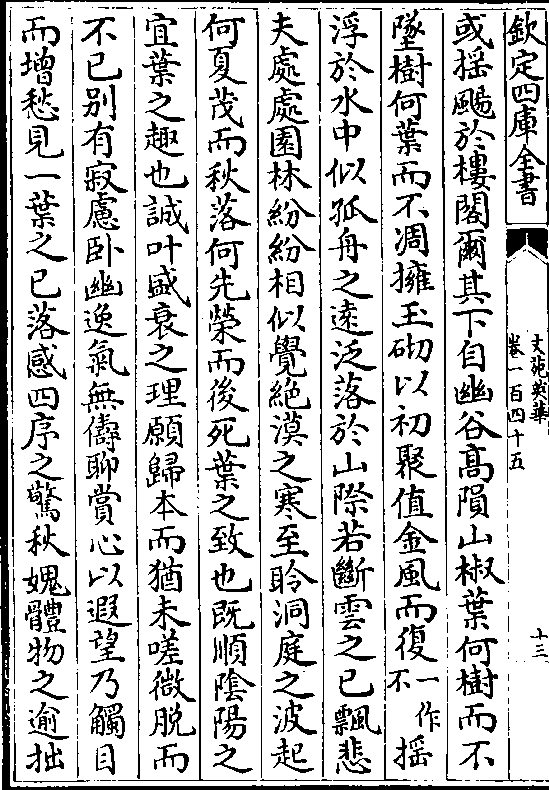 欽定四庫全書
文苑英華
卷一百四十五
十三
或揺颺於樓閣爾其下自幽谷髙隕山椒葉何樹而不
墜樹何葉而不凋擁玉砌以初聚值金風而復一作不揺
浮於水中似孤舟之逺泛落於山際若斷雲之已飄悲
夫處處園林紛紛相似覺絶漠之寒至聆洞庭之波起
何夏茂而秋落何先榮而後死葉之致也既順隂陽之
宜葉之趣也誠叶盛衰之理願歸本而猶未嗟微脱而
不已别有寂慮卧幽逸氣無儔聊賞心以遐望乃觸目
而增愁見一葉之已落感四序之驚秋媿體物之逾拙